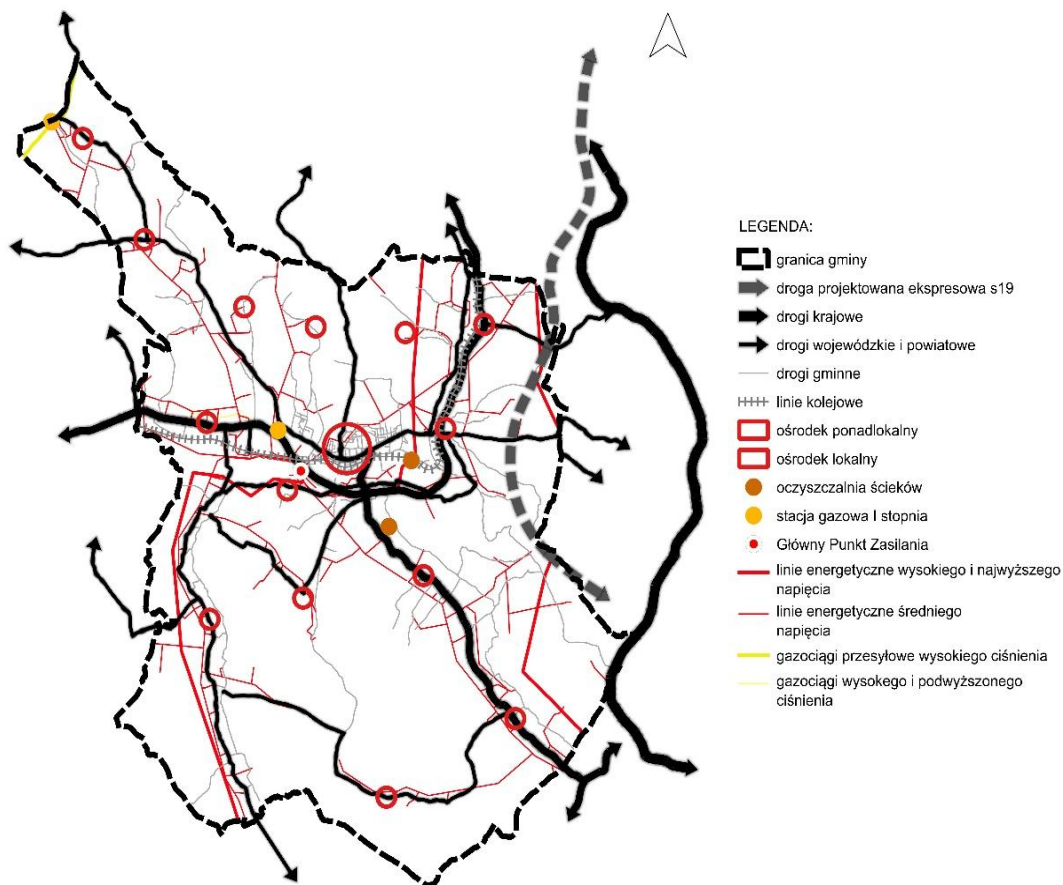 LEGENDA:
granica gminy
droga projektowana ekspresowa s19
drogi krajowe
drogi wojewódzkie i powiatowe
drogi gminne
linie kolejowe
ośrodek ponadlokalny
ośrodek lokalny
oczyszczalnia ścieków
stacja gazowa I stopnia
Główny Punkt Zasilania
linie energetyczne wysokiego i najwyższego
napięcia
linie energetyczne średniego
napięcia
gazociągi przesyłowe wysokiego ciśnienia
gazociągi wysokego i podwyższonego
ciśnienia